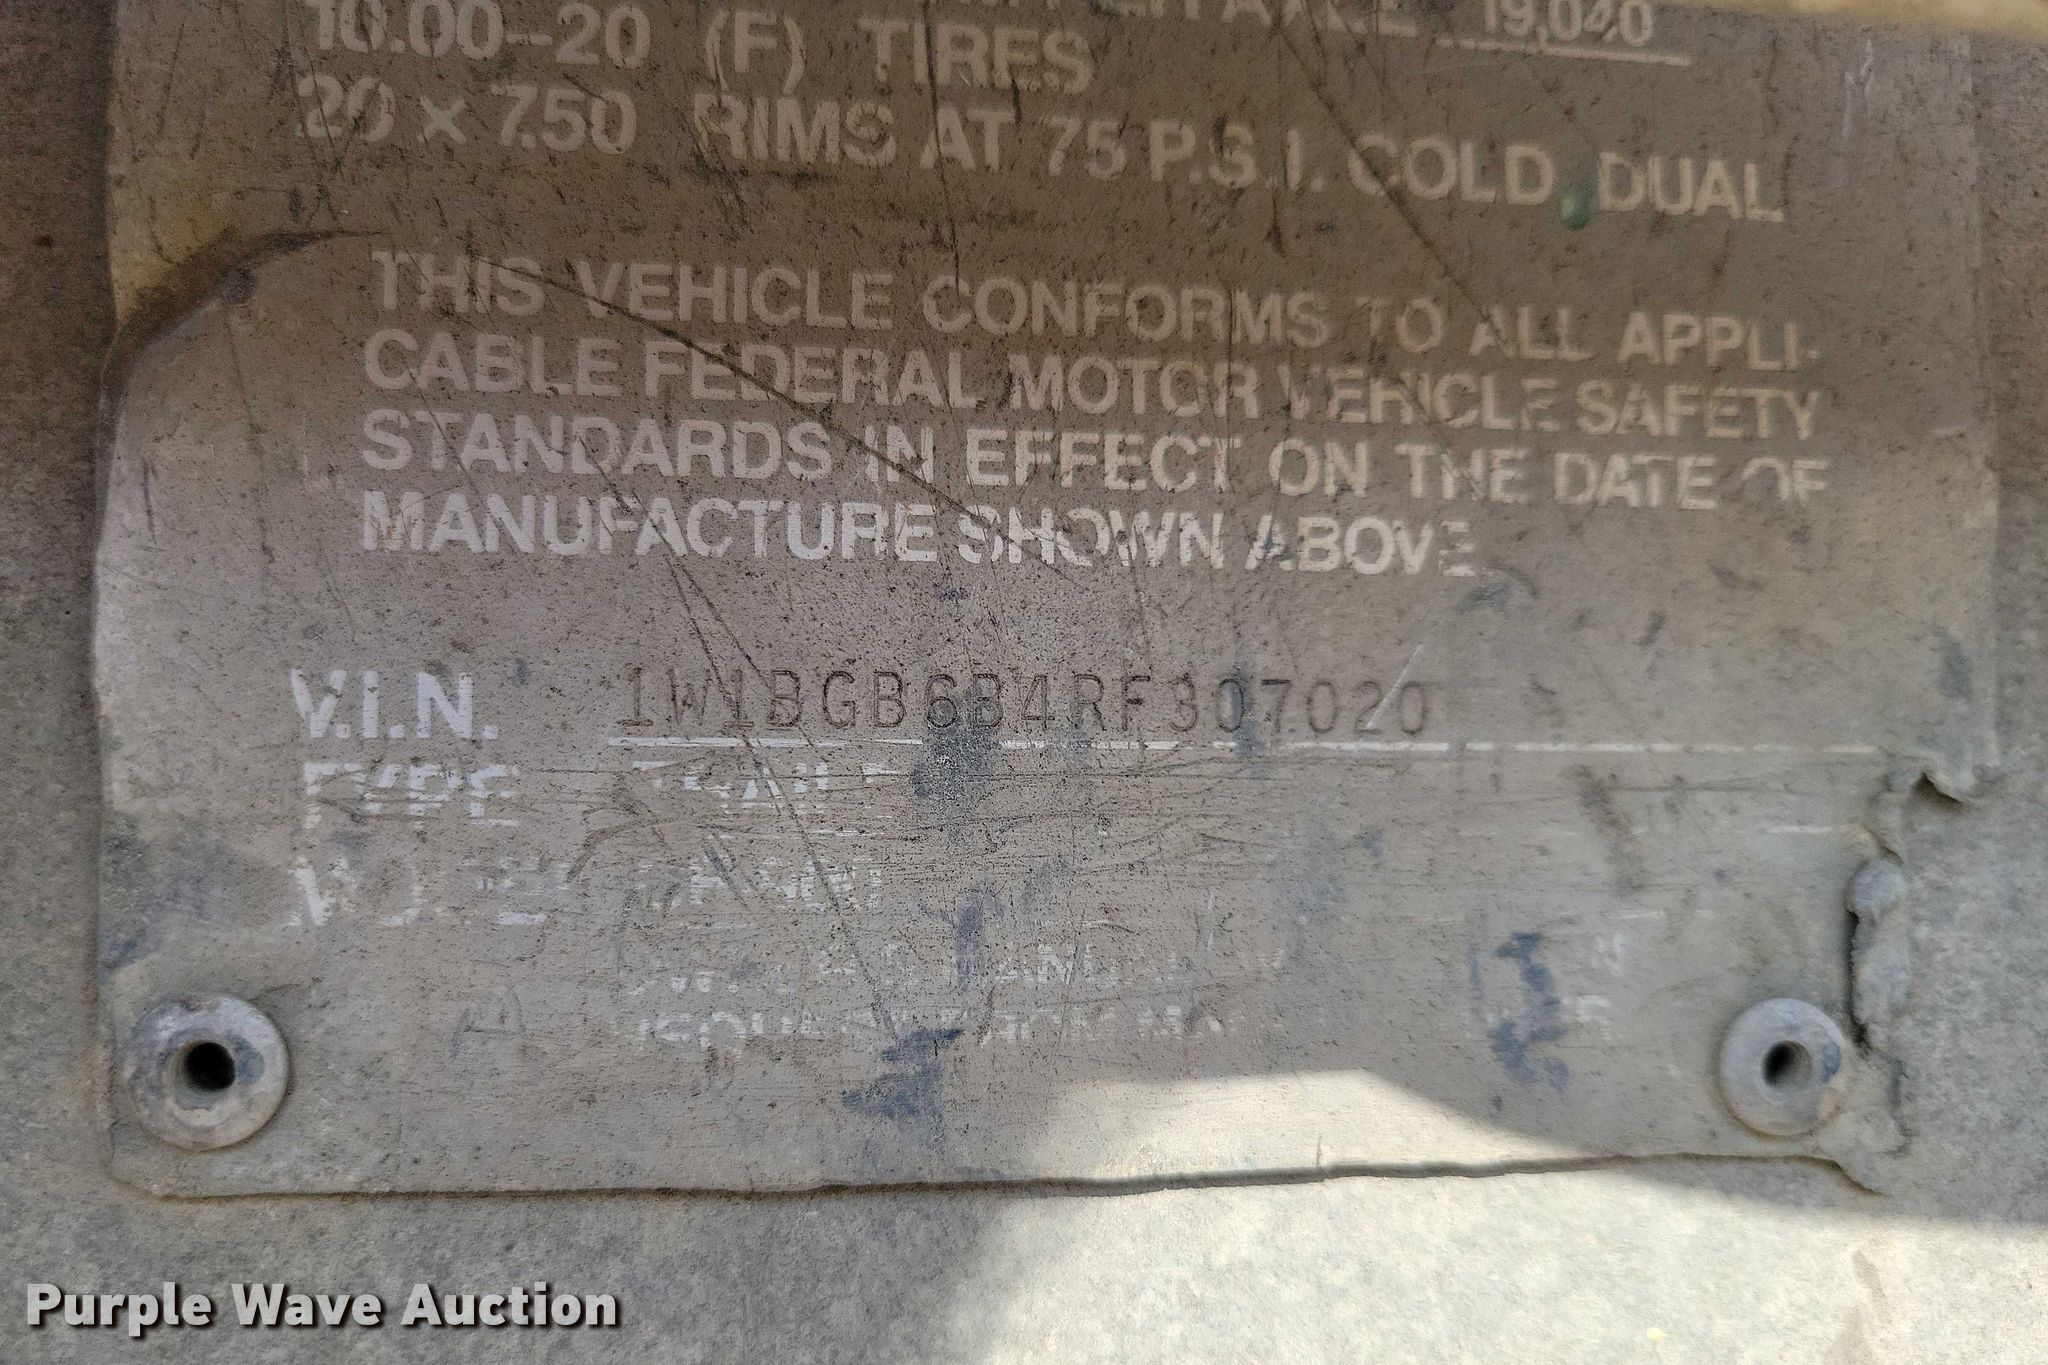 19,040
10.00-20 (F) TIRES
20 x 7.50 RIMS AT 75 P.S.I. COLD, DUAL
THIS VEHICLE CONFORMS TO ALL APPLI-
CABLE FEDERAL MOTOR VEHICLE SAFETY
STANDARDS IN EFFECT ON THE DATE OF
MANUFACTURE SHOWN ABOVE
V.I.N. 1W1BGB6B4RF307020
TYPE
Purple Wave Auction